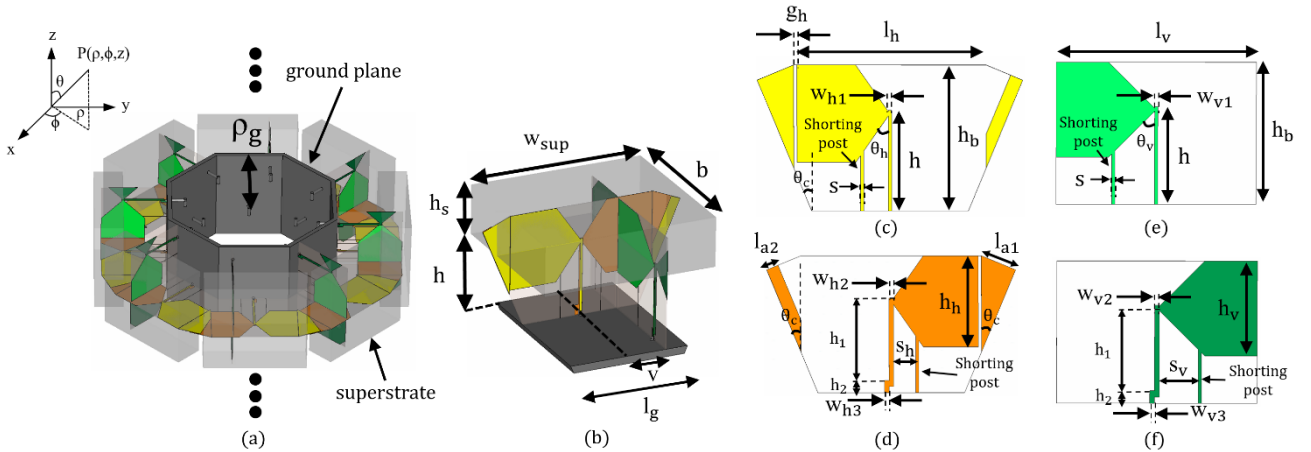 z
P(ρ,ϕ,z)
θ
y
ρ
ϕ
x
ground plane
ρg
superstrate
(a)
wsup
b
hs
h
v
lg
(b)
gh
lh
wh1
Shorting
post
θh
h
hb
θc
s
(c)
lv
wv1
Shorting
post
θv
h
hb
s
(e)
la2
la1
wh2
θc
hh
θc
h1
sh
Shorting
post
h2
wh3
(d)
wv2
hv
h1
sv
Shorting
post
h2
wv3
(f)